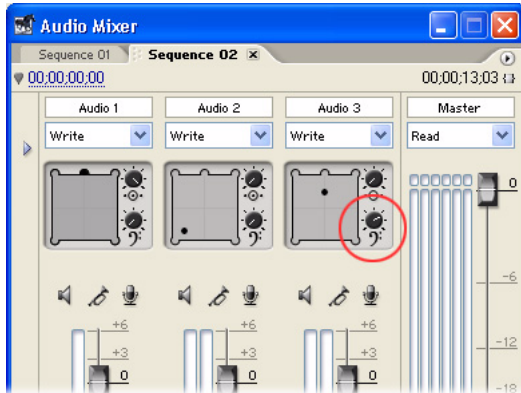 Audio Mixer
Sequence 01 Sequence 02
00;00;00;00 00;00;13;03
Audio 1 Audio 2 Audio 3 Master
Write Write Write Read
0
+6 +6 +6 -6
+3 +3 +3 -12
0 0 0 -18